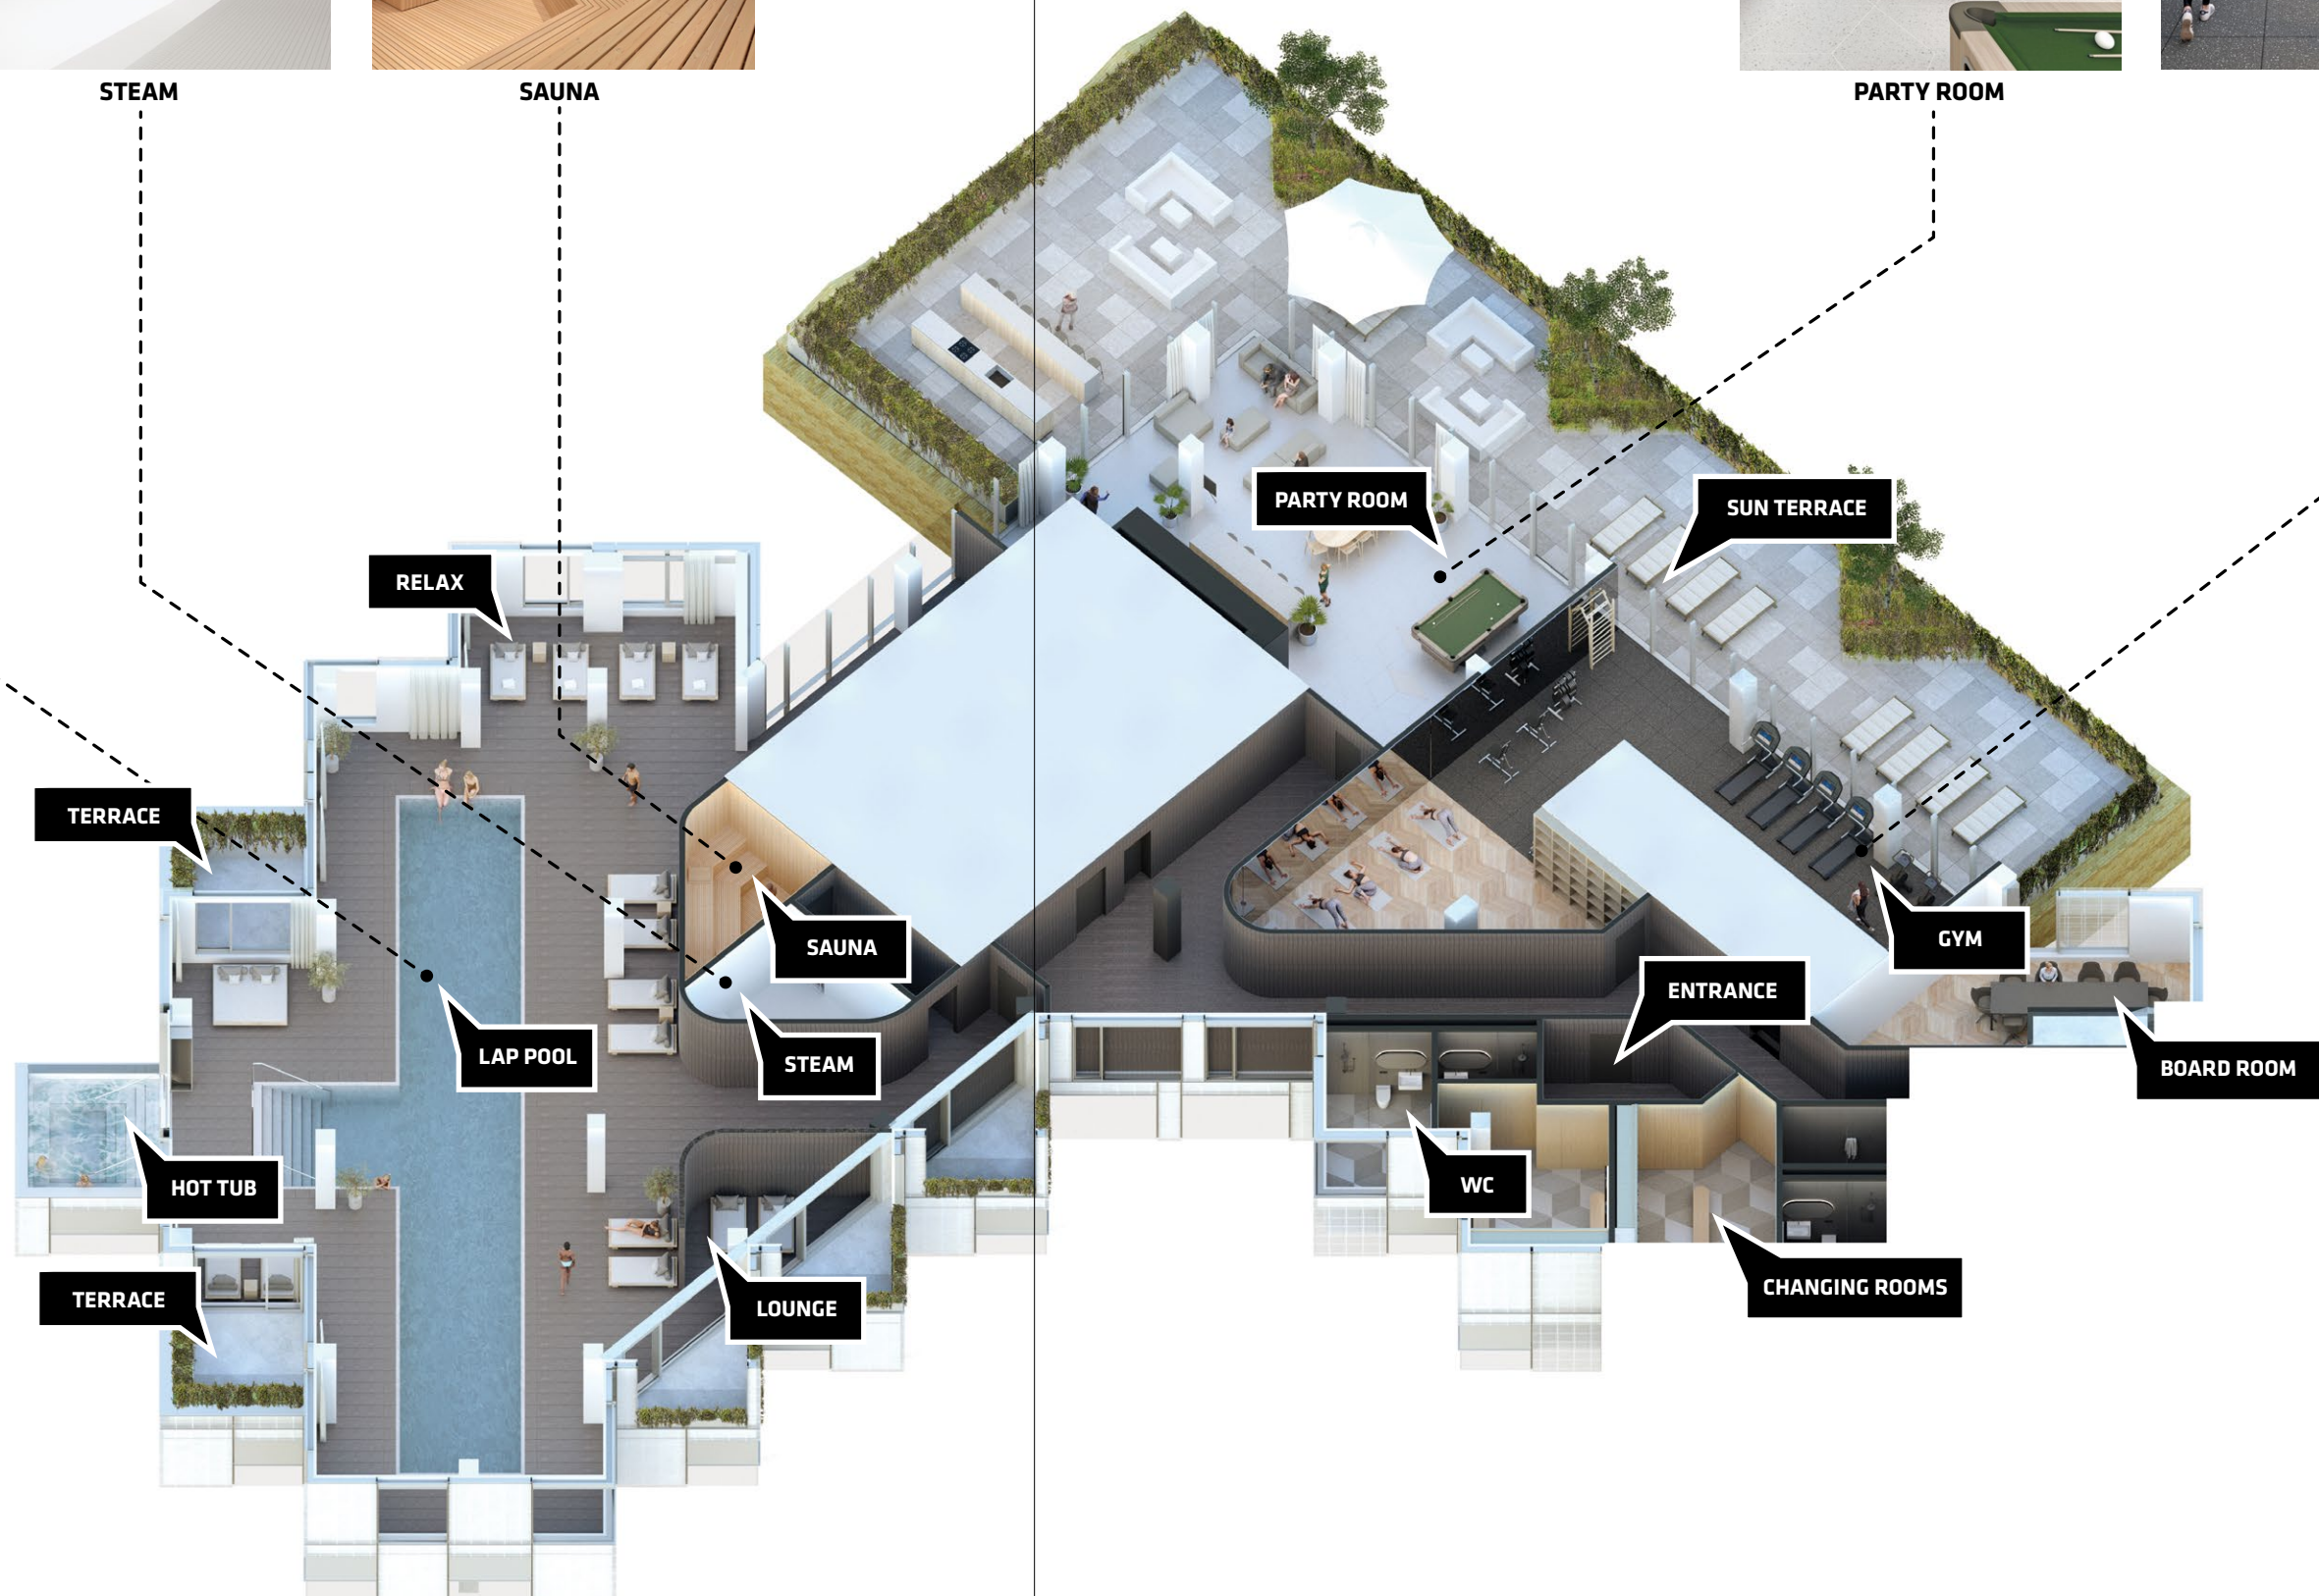 STEAM
SAUNA
PARTY ROOM
PARTY ROOM
SUN TERRACE
RELAX
TERRACE
SAUNA
GYM
ENTRANCE
LAP POOL
STEAM
BOARD ROOM
HOT TUB
WC
TERRACE
LOUNGE
CHANGING ROOMS